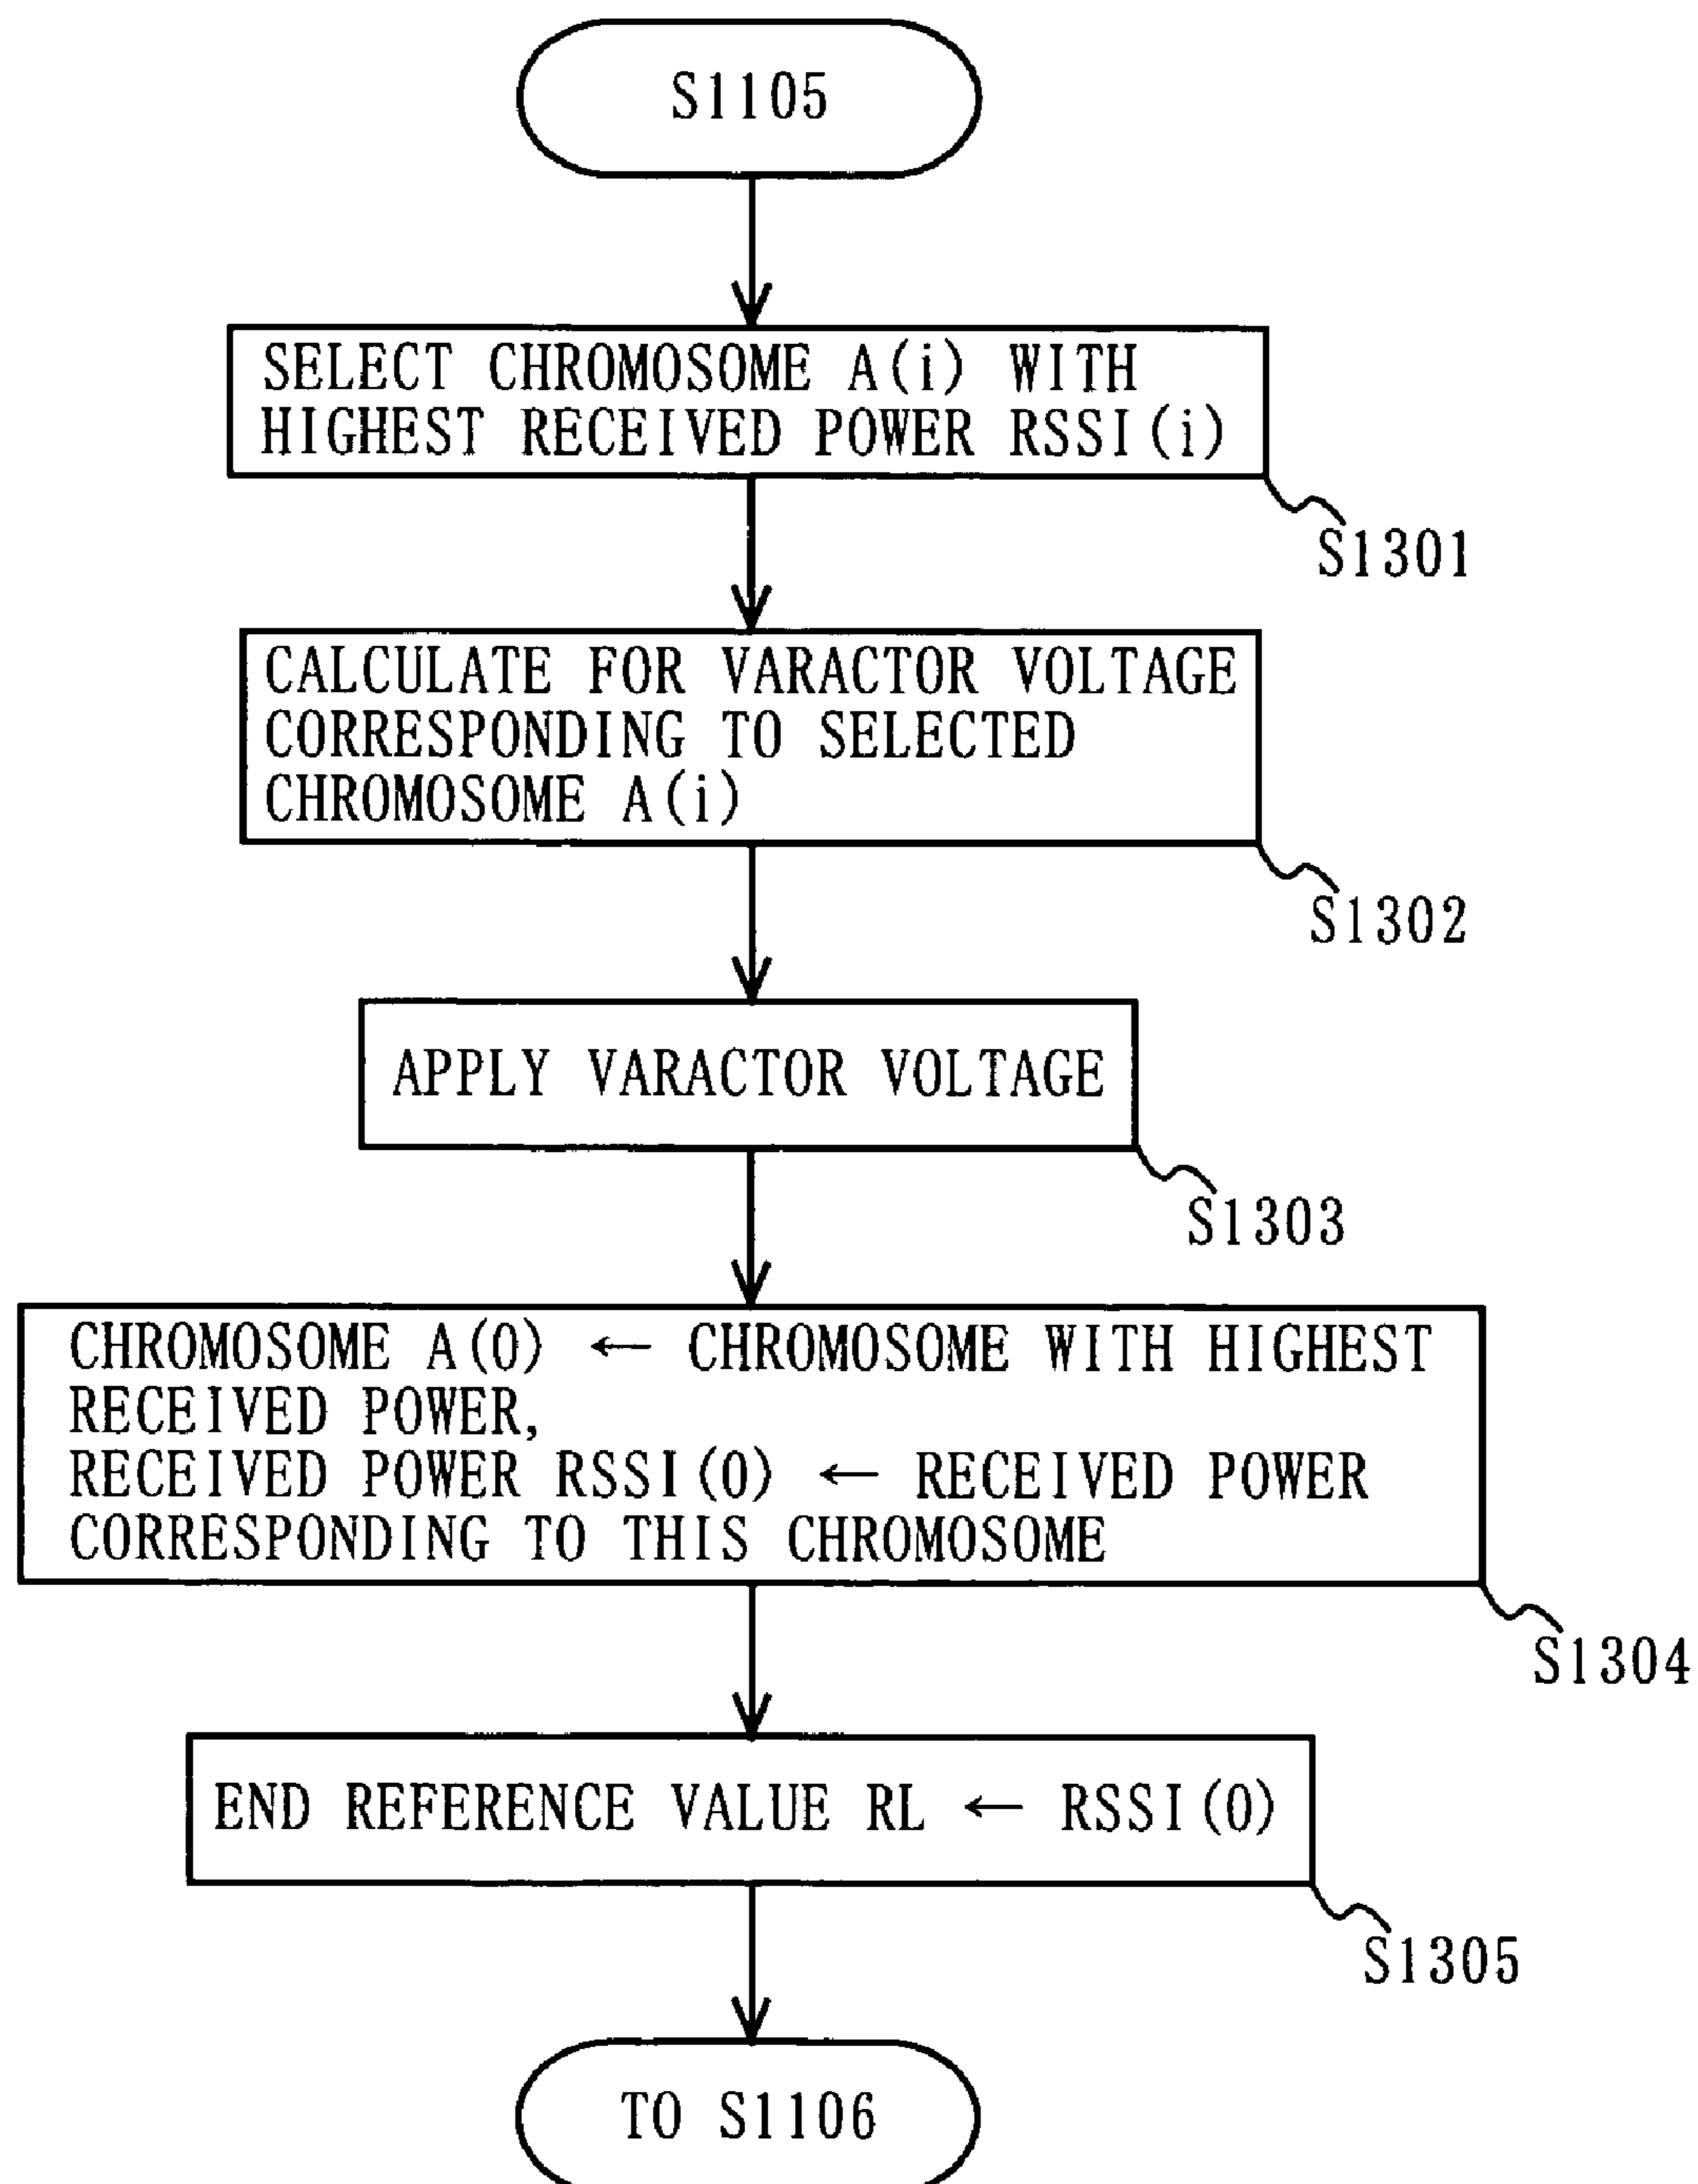 S1105
SELECT CHROMOSOME A(i) WITH
HIGHEST RECEIVED POWER RSSI(i)
S1301
CALCULATE FOR VARACTOR VOLTAGE
CORRESPONDING TO SELECTED
CHROMOSOME A(i)
S1302
APPLY VARACTOR VOLTAGE
S1303
CHROMOSOME A(0) ← CHROMOSOME WITH HIGHEST
RECEIVED POWER,
RECEIVED POWER RSSI(0) ← RECEIVED POWER
CORRESPONDING TO THIS CHROMOSOME
S1304
END REFERENCE VALUE RL ← RSSI(0)
S1305
TO S1106